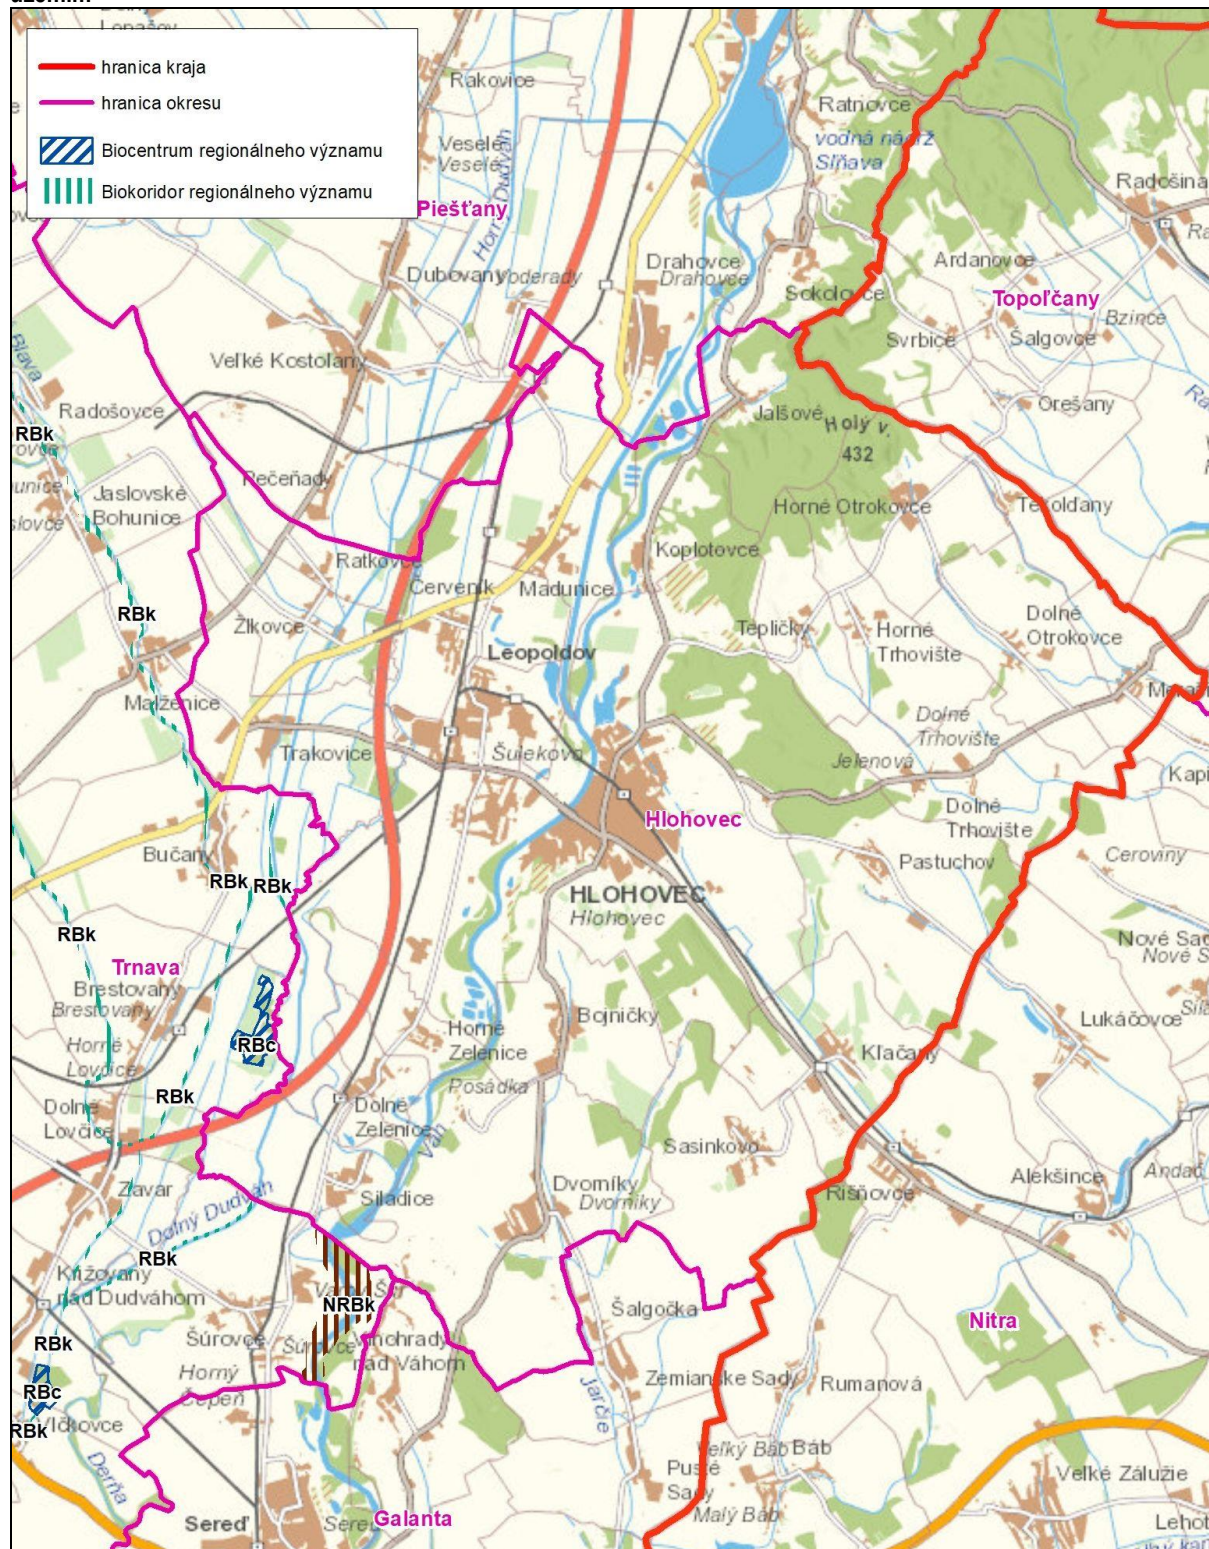 hranica kraja
hranica okresu
Biocentrum regionálneho významu
Biokoridor regionálneho významu
Rakovice
Ratnovce
Veselé
Veselé
vodná nádrž
Sĺňava
Radošina
Piešťany
Horný Dudváh
Drahovce
Drahovce
Ardanovce
Dubovany
Voderady
Sokolovce
Topoľčany
Bzince
Blava
Veľké Kostoľany
Svrbice
Šalgovce
Radošovce
Jalšové
Orešany
RBk
Holý v.
432
Pečeňady
Jaslovské
Bohunice
Horné Otrokovce
Tekolďany
Ratkovce
Koplotovce
Červeník
Madunice
RBk
Žlkovce
Tepličky
Horné
Trhovište
Dolné
Otrokovce
Leopoldov
Malženice
Dolné
Trhovište
Trakovice
Šulekovo
Jelenová
Hlohovec
Dolné
Trhovište
Bučany
Pastuchov
Ceroviny
RBk
RBk
HLOHOVEC
Hlohovec
RBk
Trnava
Brestovany
Brestovany
Bojničky
Lukáčovce
Horné
Zelenice
RBc
Horné
Lovčice
Kľačany
Posádka
RBk
Dolné
Lovčice
Dolné
Zelenice
Váh
Sasinkovo
Zavar
Siladice
Dvorníky
Dvorníky
Rišňovce
Alekšince
Andač
Dolný Dudváh
RBk
Križovany
nad Dudváhom
NRBk
Šalgočka
Nitra
Šúrovce
Šúrovce
Vinohrady
nad Váhom
RBk
Horný
Čepeň
Zemianske Sady
Rumanová
RBc
Jarčie
RBk
Vlčkovce
Veľký Báb
Báb
Derňa
Pusté
Sady
Veľké Zálužie
Malý Báb
Sereď
Sereď
Galanta